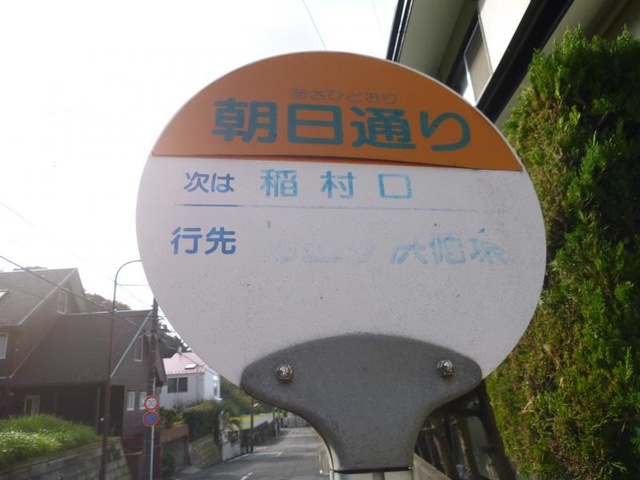 あさひどおり
朝日通り
次は 稲村口
行先